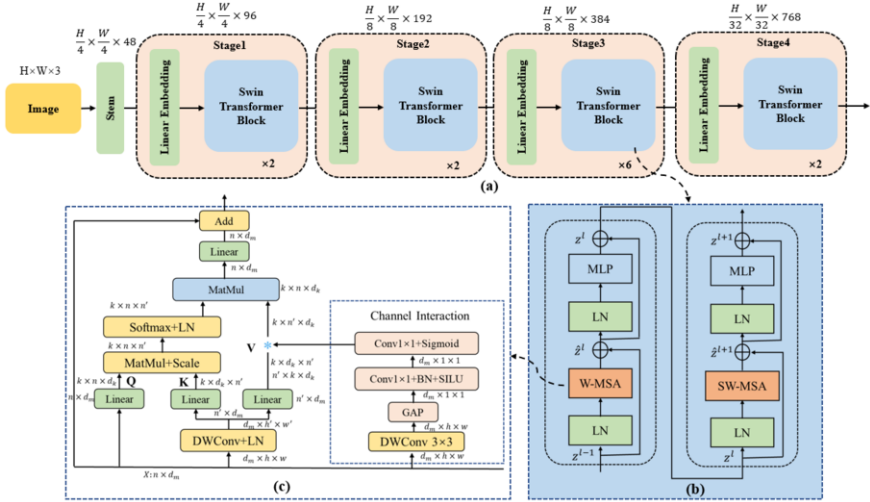 H/4 × W/4 × 48
H/4 × W/4 × 96
H/8 × W/8 × 192
H/8 × W/8 × 384
H/32 × W/32 × 768
Stage1
Stage2
Stage3
Stage4
H×W×3
Image
Stem
Linear Embedding
Swin
Transformer
Block
×2
Linear Embedding
Swin
Transformer
Block
×2
Linear Embedding
Swin
Transformer
Block
×6
Linear Embedding
Swin
Transformer
Block
×2
(a)
Add
n × d_m
Linear
n × d_m
MatMul
k × n × d_k
k × n × n'
Softmax+LN
k × n × n'
MatMul+Scale
k × n × d_k
Q
K
k × d_k × n'
n × d_m
Linear
Linear
Linear
n' × d_m
k × n' × d_k
V
*
k × d_k × n'
n' × k × d_k
n' × d_m
d_m × h' × w'
DWConv+LN
d_m × h × w
X: n × d_m
Channel Interaction
Conv1×1+Sigmoid
d_m × 1 × 1
Conv1×1+BN+SILU
d_m × 1 × 1
GAP
d_m × h × w
DWConv 3×3
d_m × h × w
(c)
z^l
MLP
LN
ẑ^l
W-MSA
LN
z^{l−1}
z^{l+1}
MLP
LN
ẑ^{l+1}
SW-MSA
LN
z^l
(b)